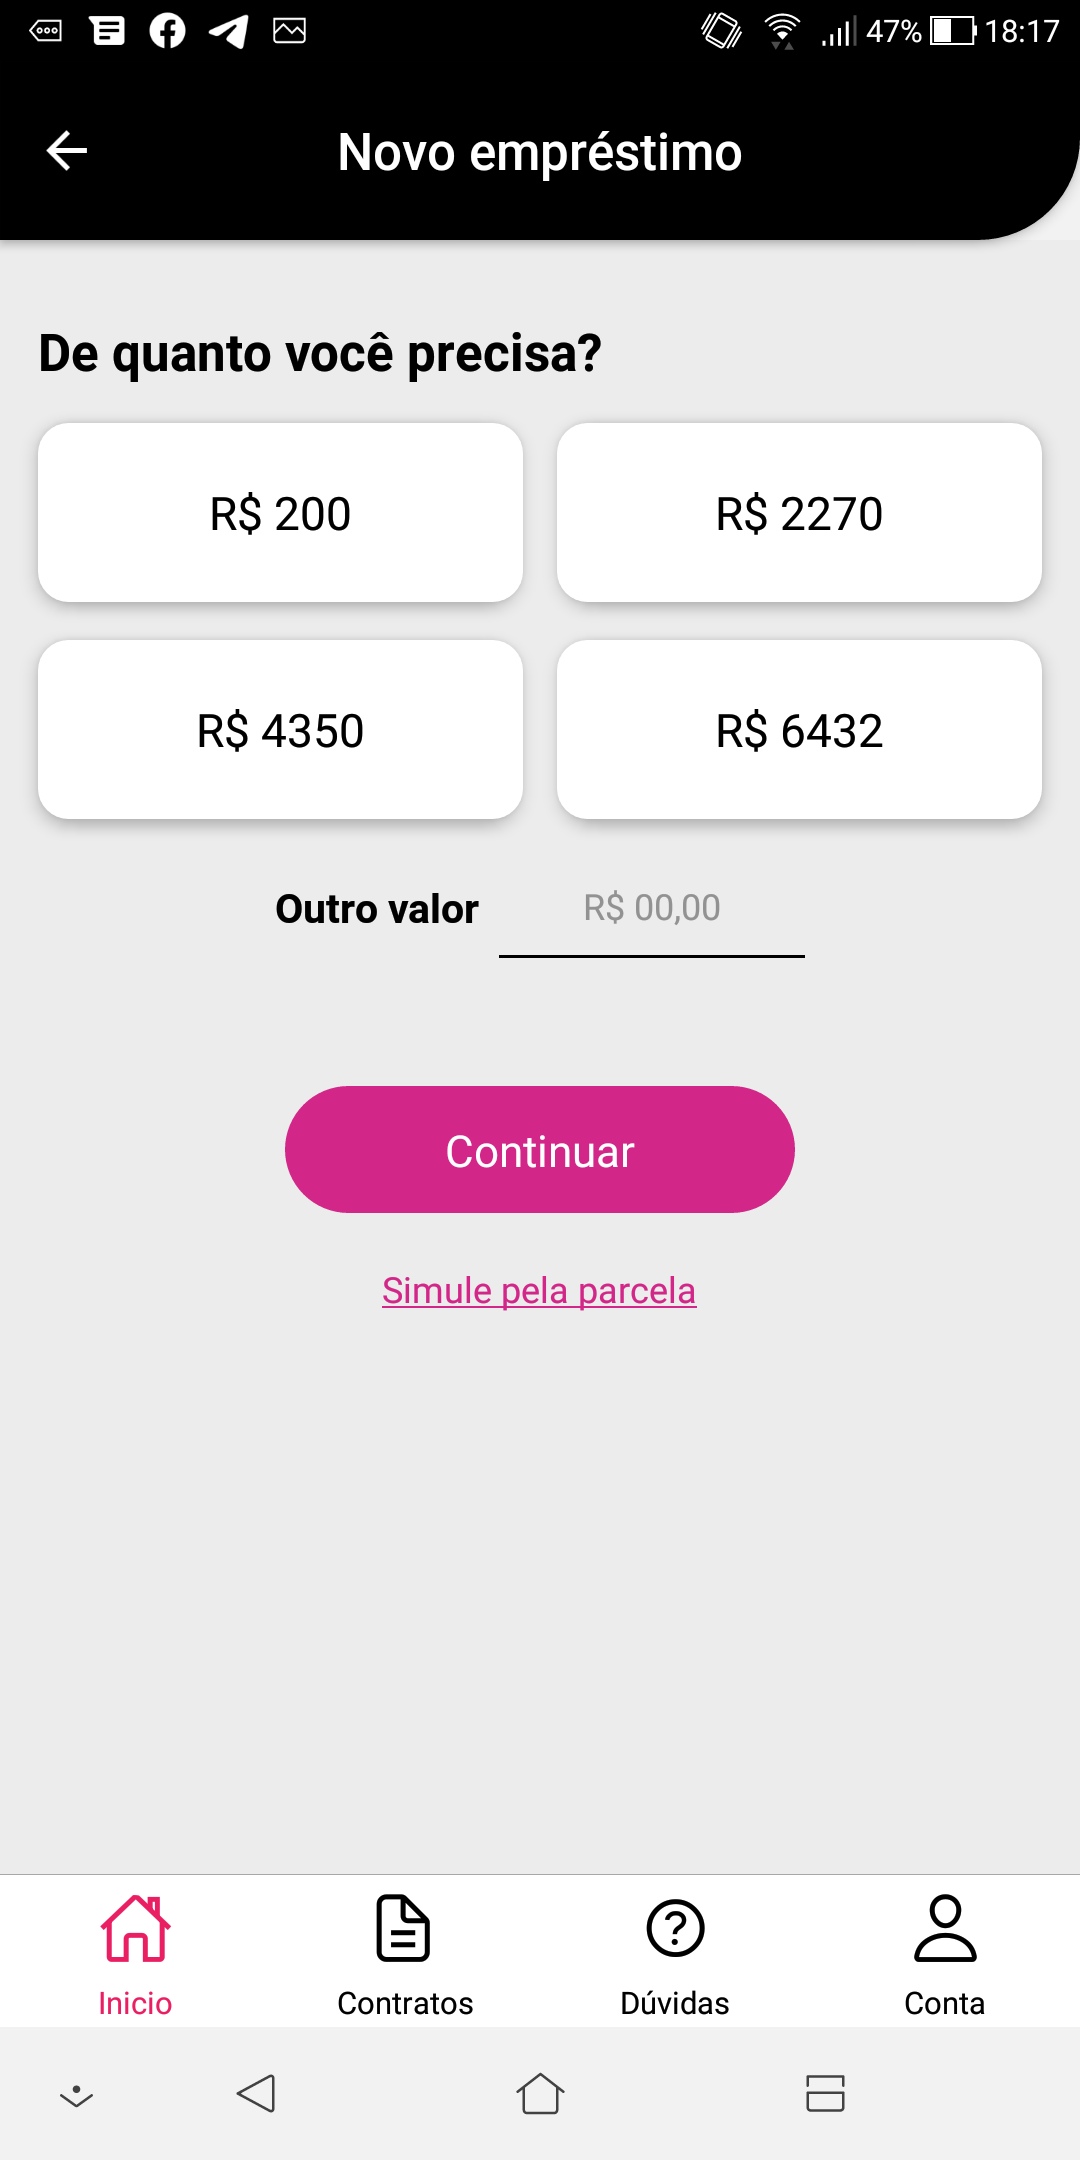 47% 18:17
Novo empréstimo
De quanto você precisa?
R$ 200
R$ 2270
R$ 4350
R$ 6432
Outro valor R$ 00,00
Continuar
Simule pela parcela
Inicio Contratos Dúvidas Conta